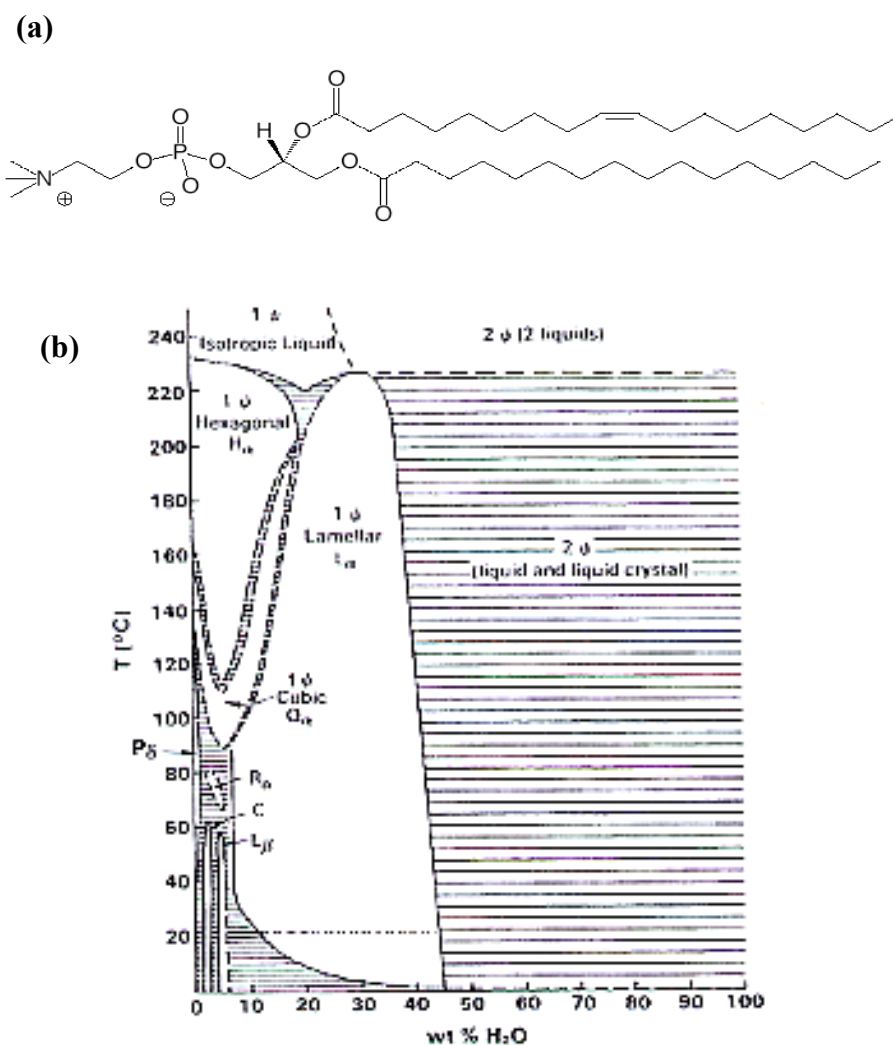 (a)
O
O
H
O
P
O
O
O
O
N
O
⊕
⊖
O
(b)
1 ϕ
Isotropic Liquid
2 ϕ (2 liquids)
1 ϕ
Hexagonal
Hα
1 ϕ
Lamellar
Lα
2 ϕ
(liquid and liquid crystal)
1 ϕ
Cubic
Qα
Pδ
Rα
C
T [°C)
240
220
200
180
160
140
120
100
80
60
40
20
0 10 20 30 40 50 60 70 80 90 100
wt % H₂O